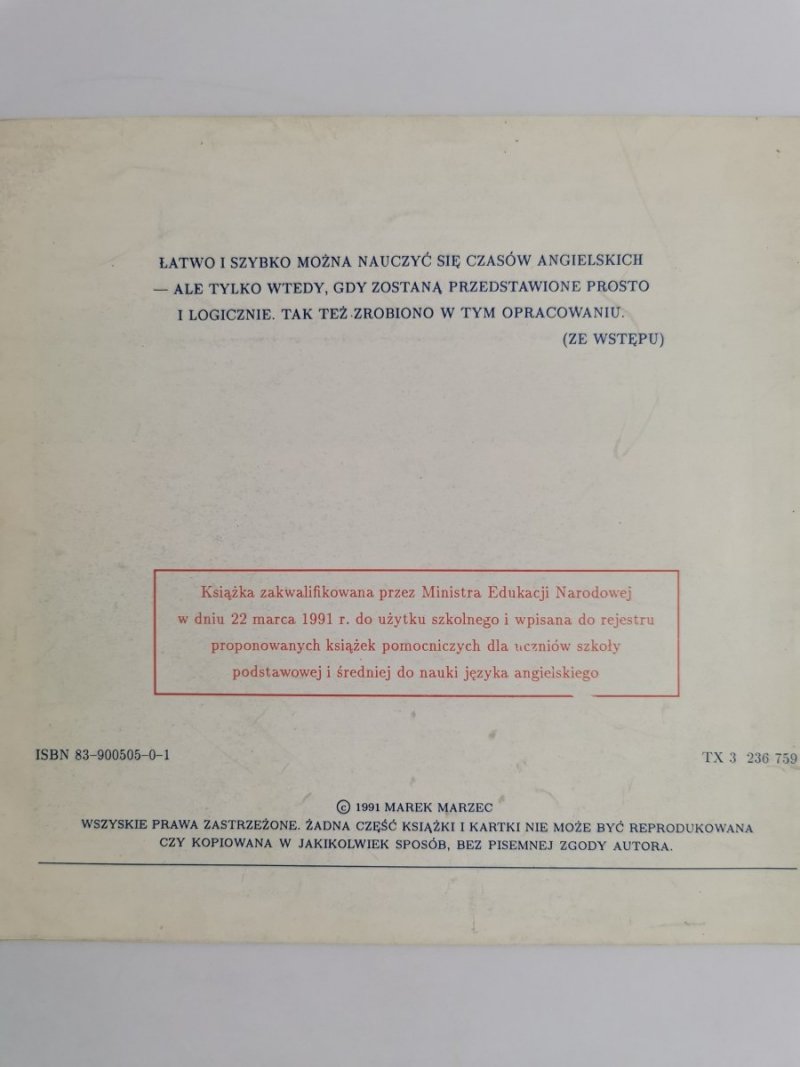 ŁATWO I SZYBKO MOŻNA NAUCZYĆ SIĘ CZASÓW ANGIELSKICH
— ALE TYLKO WTEDY, GDY ZOSTANĄ PRZEDSTAWIONE PROSTO
I LOGICZNIE. TAK TEŻ ZROBIONO W TYM OPRACOWANIU.
(ZE WSTĘPU)
Książka zakwalifikowana przez Ministra Edukacji Narodowej
w dniu 22 marca 1991 r. do użytku szkolnego i wpisana do rejestru
proponowanych książek pomocniczych dla uczniów szkoły
podstawowej i średniej do nauki języka angielskiego
ISBN 83-900505-0-1
TX 3 236 759
© 1991 MAREK MARZEC
WSZYSKIE PRAWA ZASTRZEŻONE. ŻADNA CZĘŚĆ KSIĄŻKI I KARTKI NIE MOŻE BYĆ REPRODUKOWANA
CZY KOPIOWANA W JAKIKOLWIEK SPOSÓB, BEZ PISEMNEJ ZGODY AUTORA.